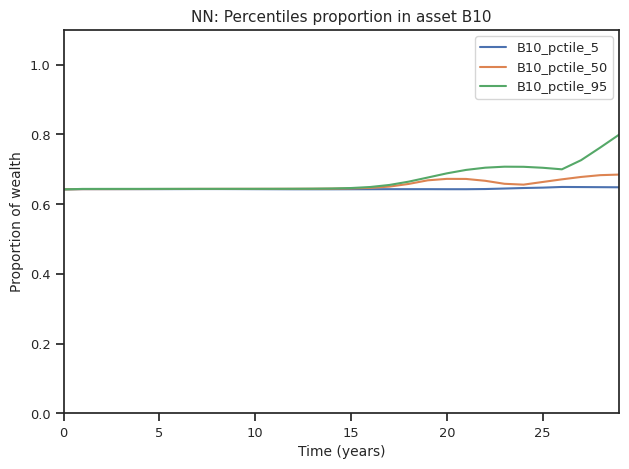 NN: Percentiles proportion in asset B10
B10_pctile_5
B10_pctile_50
B10_pctile_95
Proportion of wealth
1.0
0.8
0.6
0.4
0.2
0.0
0 5 10 15 20 25
Time (years)